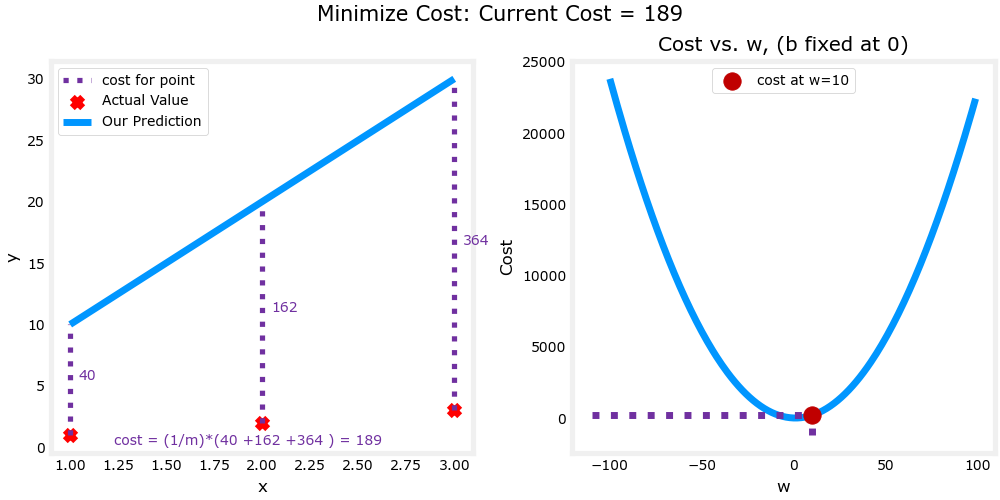 Minimize Cost: Current Cost = 189
cost for point
Actual Value
Our Prediction
30
25
20
15
10
5
0
y
40
162
364
cost = (1/m)*(40 +162 +364 ) = 189
1.00 1.25 1.50 1.75 2.00 2.25 2.50 2.75 3.00
x
Cost vs. w, (b fixed at 0)
cost at w=10
25000
20000
15000
10000
5000
0
Cost
−100 −50 0 50 100
w